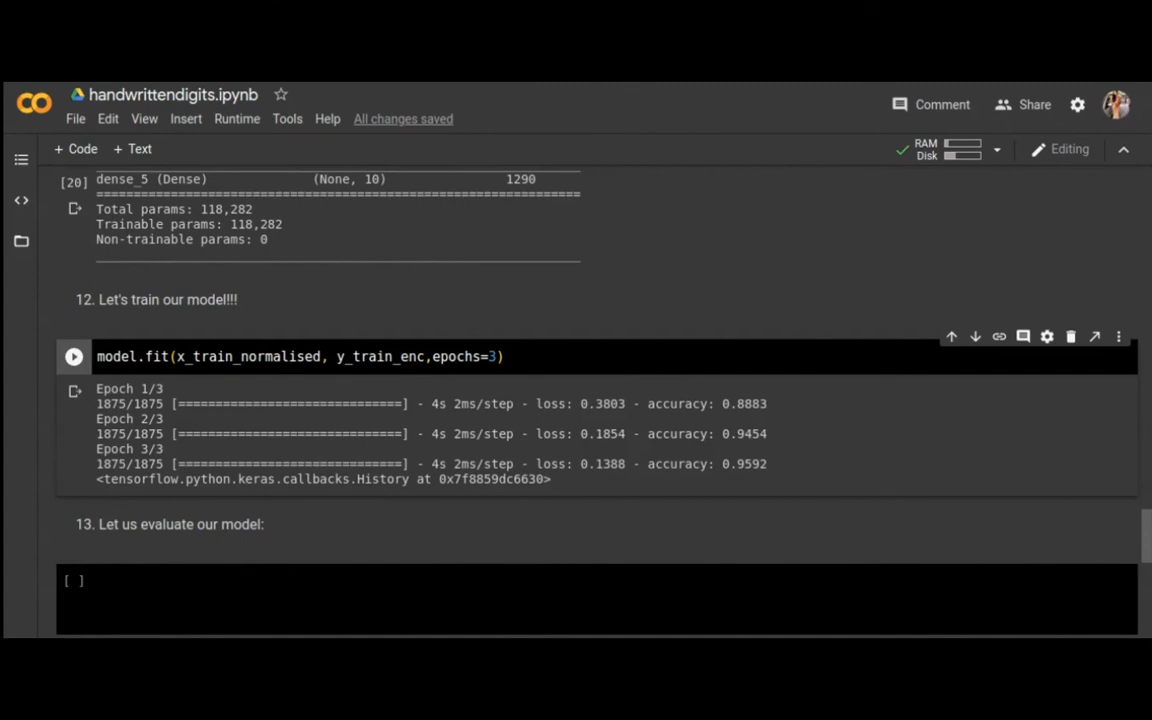 handwrittendigits.ipynb
Comment
Share
File Edit View Insert Runtime Tools Help All changes saved
+ Code + Text
RAM
Disk
Editing
[20] dense_5 (Dense) (None, 10) 1290
=================================================================
Total params: 118,282
Trainable params: 118,282
Non-trainable params: 0
12. Let's train our model!!!
model.fit(x_train_normalised, y_train_enc,epochs=3)
Epoch 1/3
1875/1875 [==============================] - 4s 2ms/step - loss: 0.3803 - accuracy: 0.8883
Epoch 2/3
1875/1875 [==============================] - 4s 2ms/step - loss: 0.1854 - accuracy: 0.9454
Epoch 3/3
1875/1875 [==============================] - 4s 2ms/step - loss: 0.1388 - accuracy: 0.9592
<tensorflow.python.keras.callbacks.History at 0x7f8859dc6630>
13. Let us evaluate our model:
[ ]